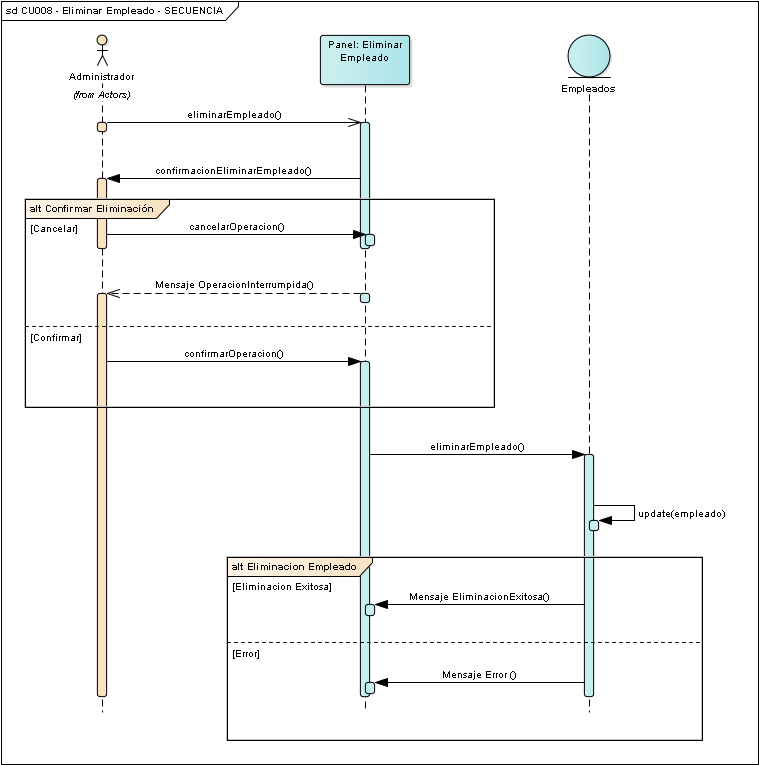 sd CU008 - Eliminar Empleado - SECUENCIA
Administrador
(from Actors)
Panel: Eliminar
Empleado
Empleados
eliminarEmpleado()
confirmacionEliminarEmpleado()
alt Confirmar Eliminación
[Cancelar]
cancelarOperacion()
Mensaje OperacionInterrumpida()
[Confirmar]
confirmarOperacion()
eliminarEmpleado()
update(empleado)
alt Eliminacion Empleado
[Eliminacion Exitosa]
Mensaje EliminacionExitosa()
[Error]
Mensaje Error ()